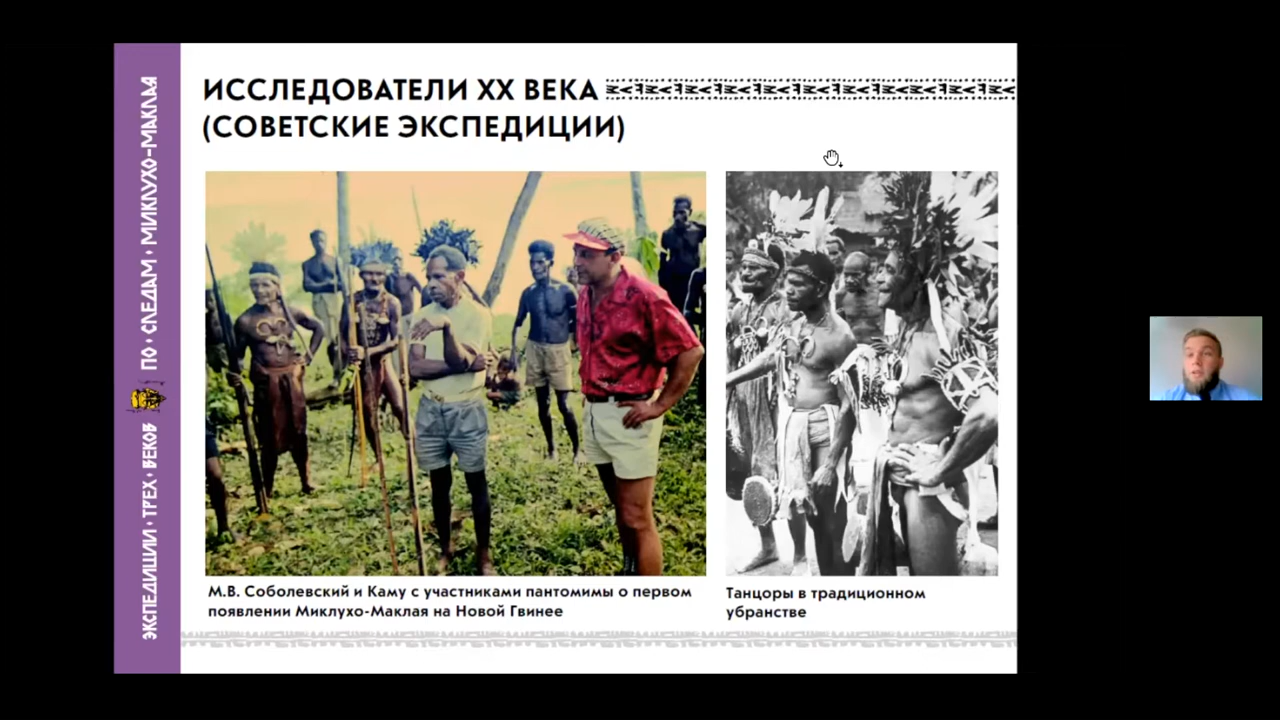 ИССЛЕДОВАТЕЛИ XX ВЕКА
(СОВЕТСКИЕ ЭКСПЕДИЦИИ)
ЭКСПЕДИЦИИ • ТРЕХ • ВЕКОВ ПО • СЛЕДАМ • МИКЛУХО-МАКЛАЯ
М.В. Соболевский и Каму с участниками пантомимы о первом
появлении Миклухо-Маклая на Новой Гвинее
Танцоры в традиционном
убранстве